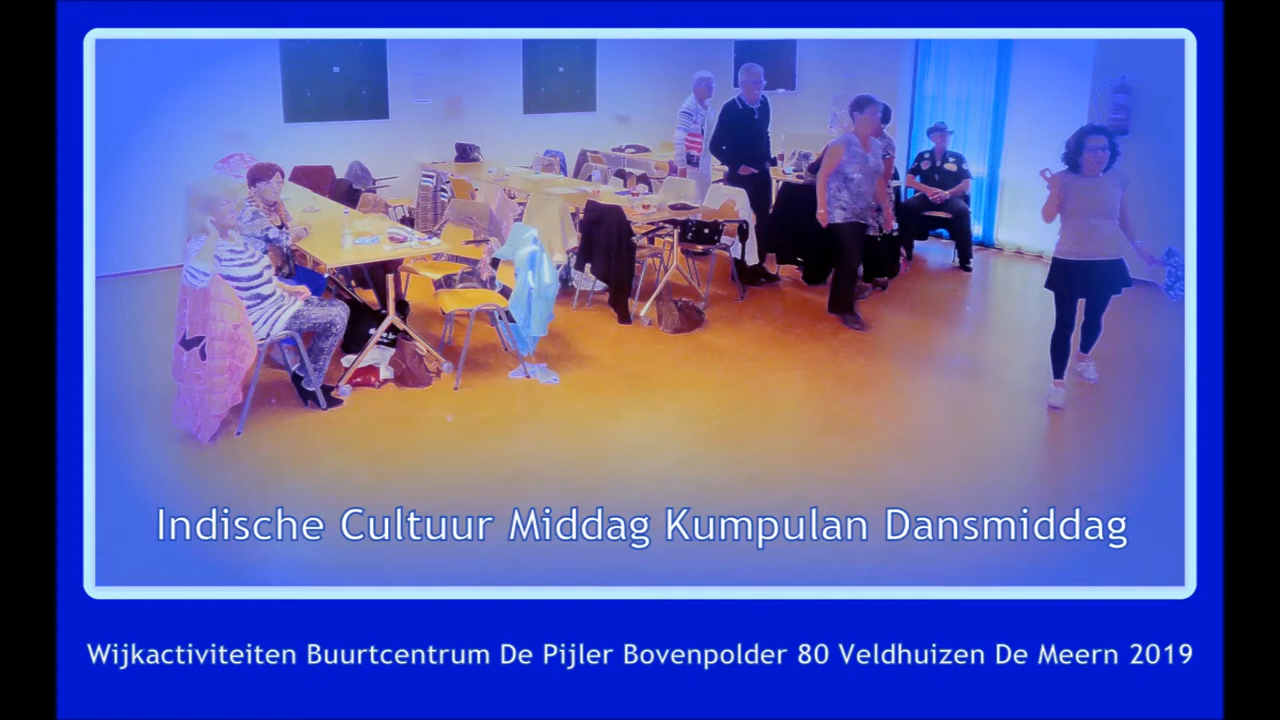 Indische Cultuur Middag Kumpulan Dansmiddag
Wijkactiviteiten Buurtcentrum De Pijler Bovenpolder 80 Veldhuizen De Meern 2019